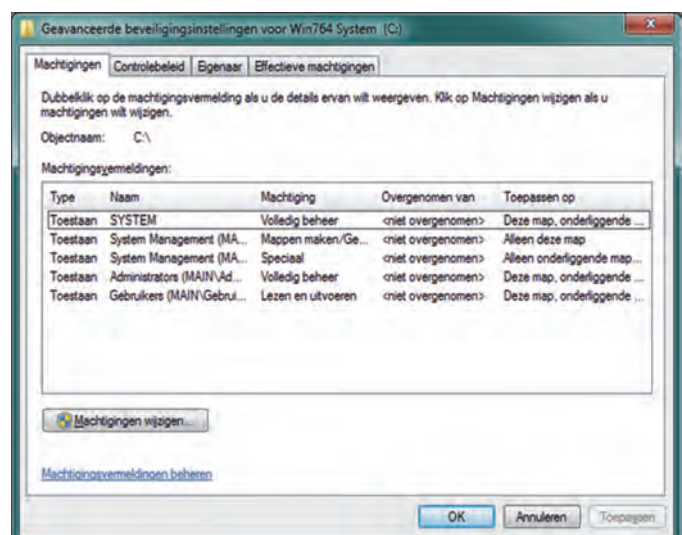 Geavanceerde beveiligingsinstellingen voor Win764 System (C:)
Machtigingen Controlebeleid Eigenaar Effectieve machtigingen
Dubbelklik op de machtigingsvermelding als u de details ervan wilt weergeven. Klik op Machtigingen wijzigen als u
machtigingen wilt wijzigen.
Objectnaam: C:\
Machtigingsvermeldingen:
Type Naam Machtiging Overgenomen van Toepassen op
Toestaan SYSTEM Volledig beheer <niet overgenomen> Deze map, onderliggende ...
Toestaan System Management (MA... Mappen maken/Ge... <niet overgenomen> Alleen deze map
Toestaan System Management (MA... Speciaal <niet overgenomen> Alleen onderliggende map...
Toestaan Administrators (MAIN\Ad... Volledig beheer <niet overgenomen> Deze map, onderliggende ...
Toestaan Gebruikers (MAIN\Gebrui... Lezen en uitvoeren <niet overgenomen> Deze map, onderliggende ...
Machtigingen wijzigen...
Machtigingsvermeldingen beheren
OK Annuleren Toepassen